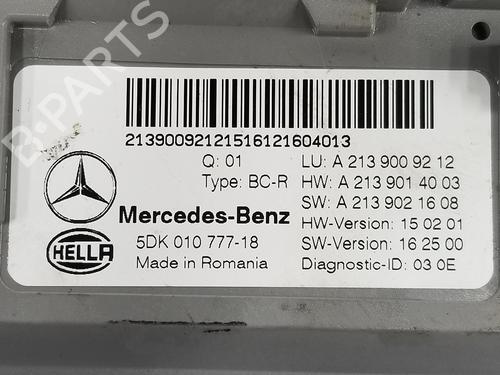 B-PARTS
21390092121516121604013
Q: 01
LU: A 213 900 92 12
Type: BC-R
HW: A 213 901 40 03
SW: A 213 902 16 08
Mercedes-Benz
HW-Version: 15 02 01
HELLA
5DK 010 777-18
SW-Version: 16 25 00
Made in Romania
Diagnostic-ID: 03 0E